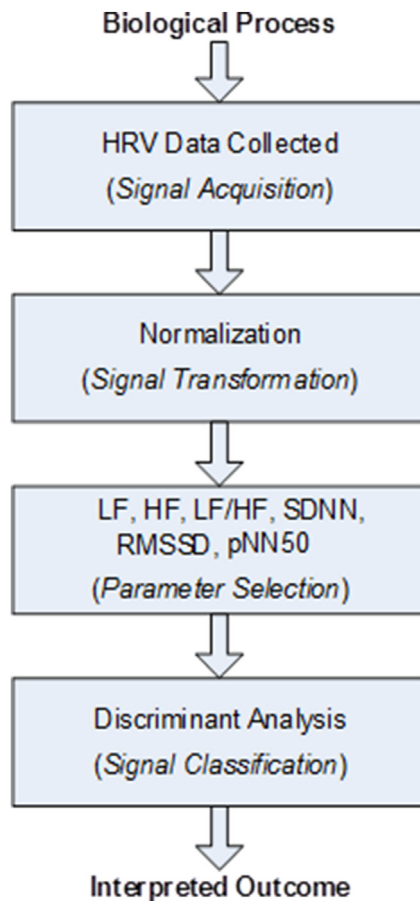 Biological Process
HRV Data Collected
(Signal Acquisition)
Normalization
(Signal Transformation)
LF, HF, LF/HF, SDNN,
RMSSD, pNN50
(Parameter Selection)
Discriminant Analysis
(Signal Classification)
Interpreted Outcome